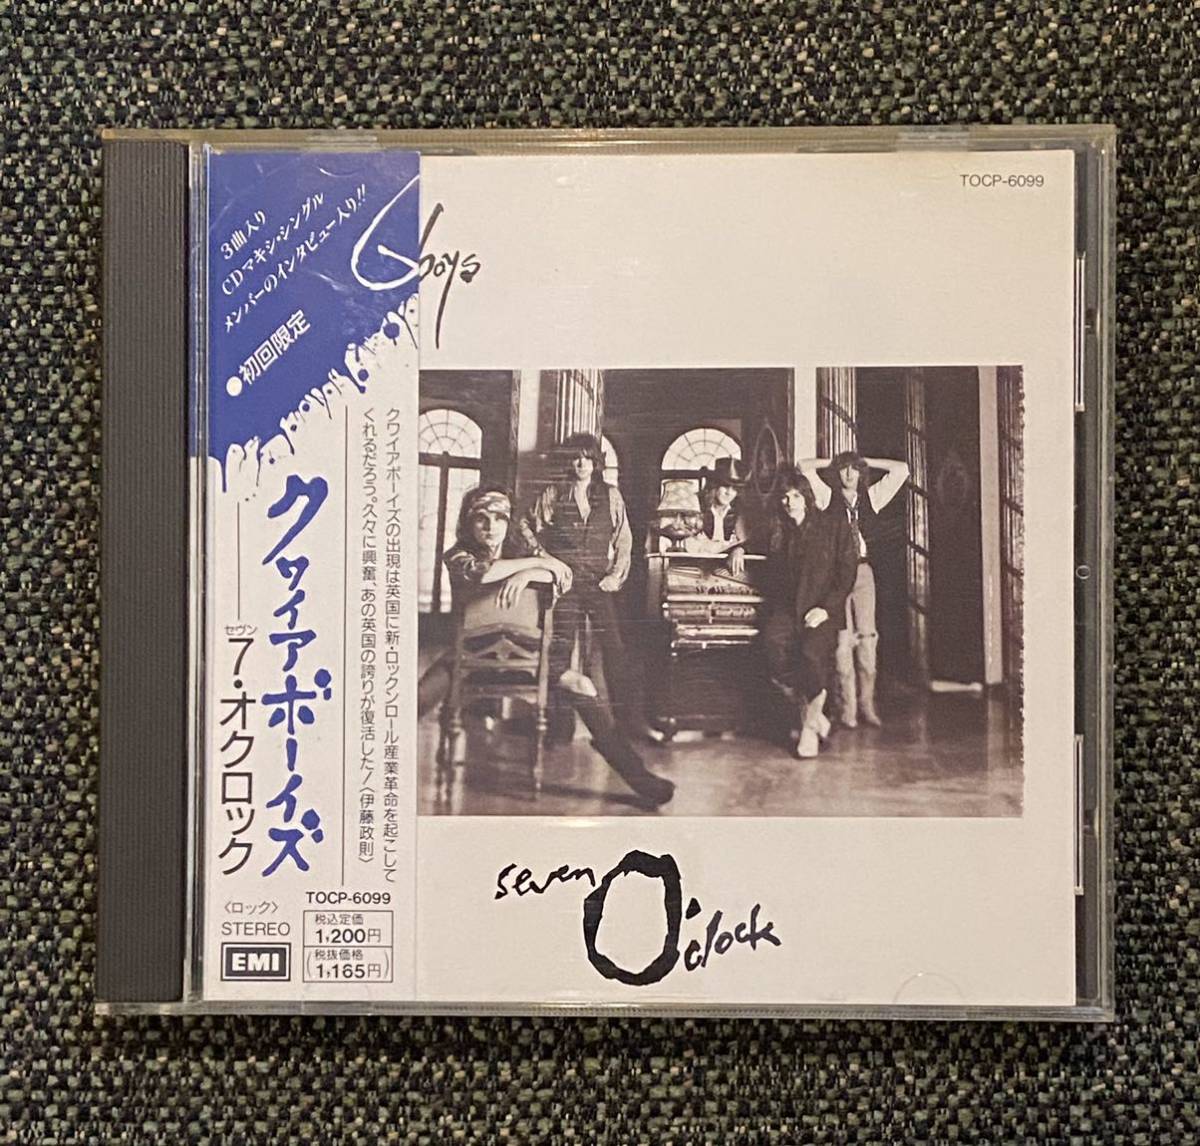 3曲入り
CDマキシ・シングル
メンバーのインタビュー入り!!
●初回限定
boys
TOCP-6099
クワイアボーイズの出現は英国に新・ロックンロール産業革命を起こして
くれるだろう。久々に興奮、あの英国の誇りが復活した!〈伊藤政則〉
クワイアボーイズ
セヴン
7・オクロック
seven O'clock
〈ロック〉
STEREO
EMI
TOCP-6099
税込定価
1,200円
(税抜価格
1,165円)